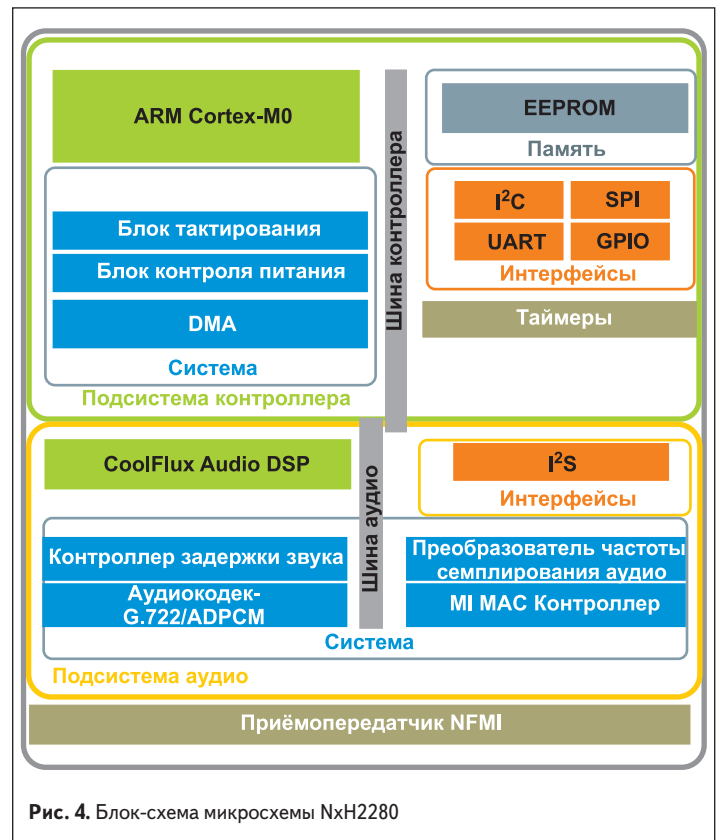 ARM Cortex-M0
Блок тактирования
Блок контроля питания
DMA
Система
Подсистема контроллера
Шина контроллера
EEPROM
Память
I²C
SPI
UART
GPIO
Интерфейсы
Таймеры
CoolFlux Audio DSP
Шина аудио
I²S
Интерфейсы
Контроллер задержки звука
Аудиокодек-
G.722/ADPCM
Преобразователь частоты
семплирования аудио
MI MAC Контроллер
Система
Подсистема аудио
Приёмопередатчик NFMI
Рис. 4. Блок-схема микросхемы NxH2280